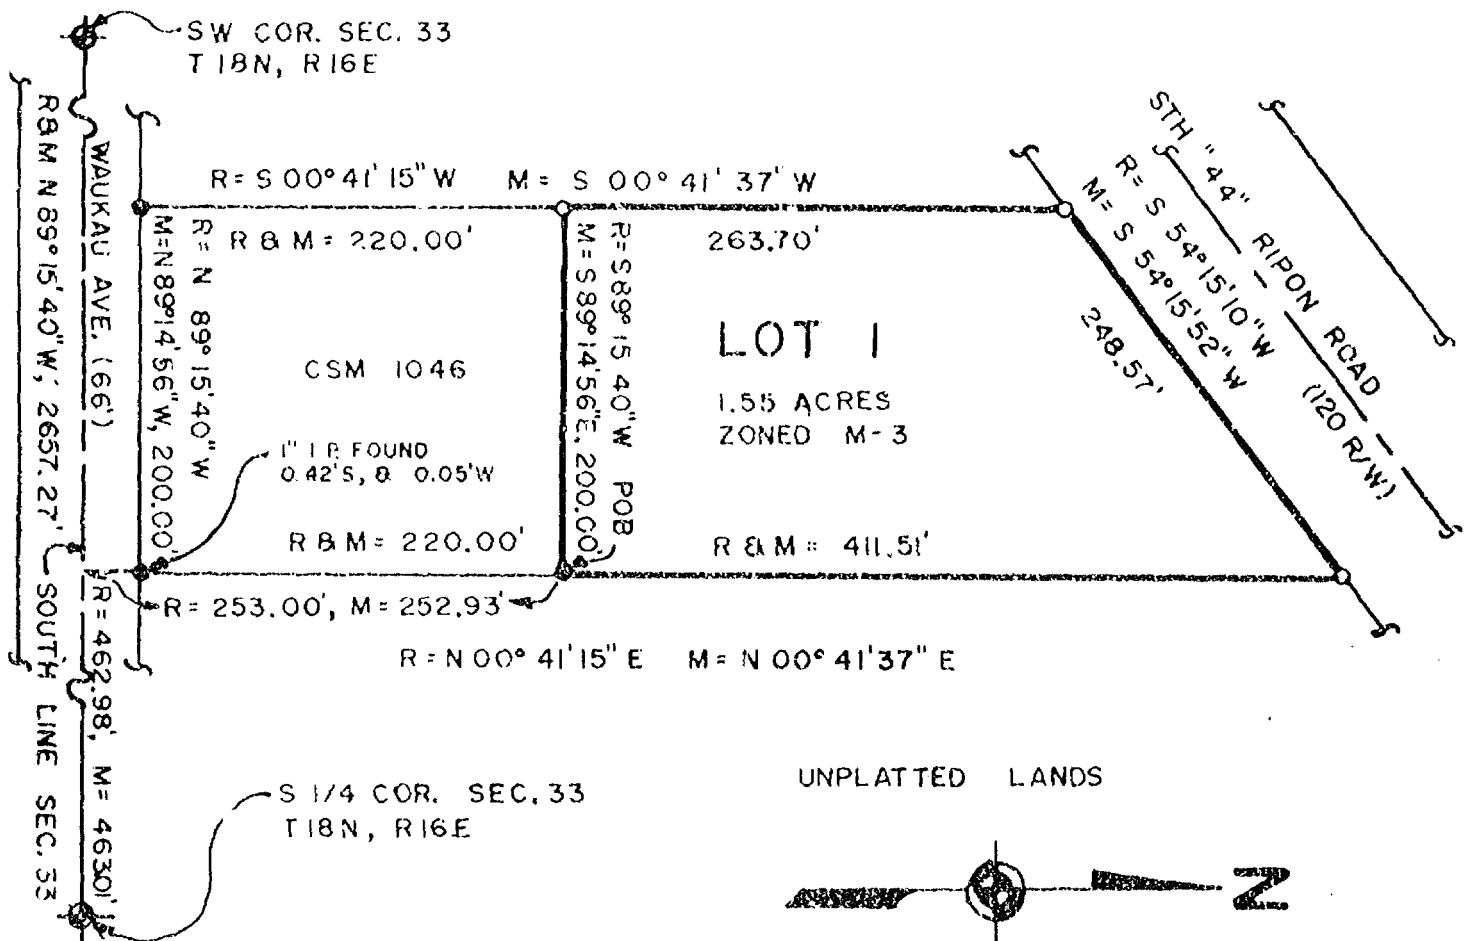 SW COR. SEC. 33
T18N, R16E
R&M N 89°15'40"W, 2657.27'
WAUKAU AVE. (66')
SOUTH LINE SEC. 33
R = S 00° 41' 15" W M = S 00° 41' 37" W
R & M = 220.00'
263.70'
R = N 89° 15'40" W
M = N 89°14'56" W, 200.00'
CSM 1046
1" I.P. FOUND
0.42'S, & 0.05'W
R & M = 220.00'
R = S 89° 15 40" W POB
M = S 89°14'56"E, 200.00'
LOT 1
1.55 ACRES
ZONED M-3
R & M = 411.51'
248.57'
STH "44" RIPON ROAD
(120 R/W)
R = S 54°15'10" W
M = S 54°15'52" W
R = 253.00', M = 252.93'
R = N 00° 41'15" E M = N 00° 41'37" E
R = 462.98', M = 463.01'
S 1/4 COR. SEC. 33
T18N, R16E
UNPLATTED LANDS
N